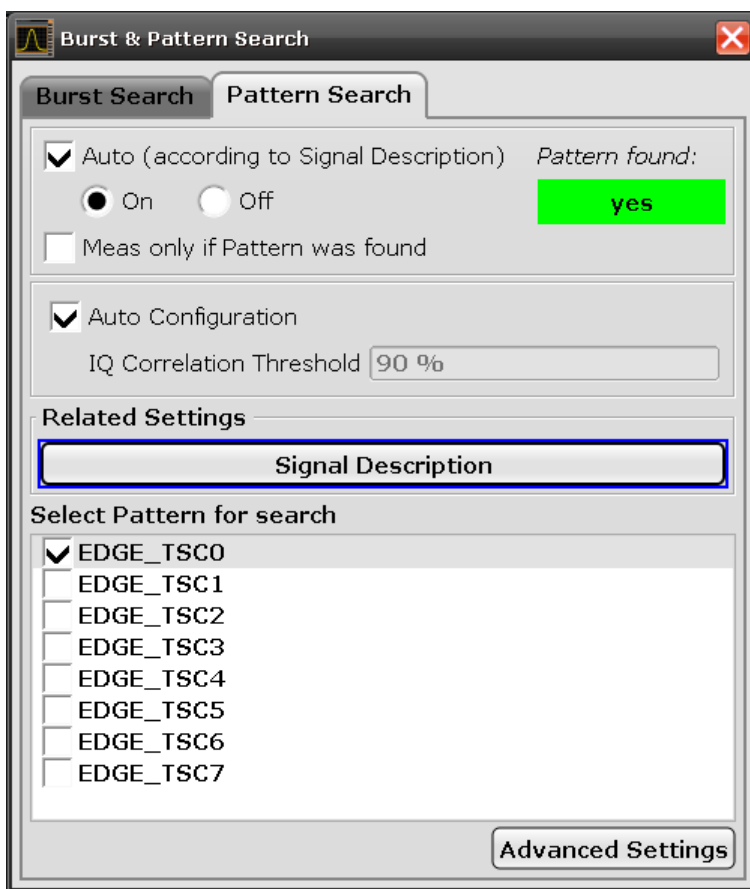 Burst & Pattern Search
Burst Search Pattern Search
Auto (according to Signal Description) Pattern found:
On Off yes
Meas only if Pattern was found
Auto Configuration
IQ Correlation Threshold 90 %
Related Settings
Signal Description
Select Pattern for search
EDGE_TSC0
EDGE_TSC1
EDGE_TSC2
EDGE_TSC3
EDGE_TSC4
EDGE_TSC5
EDGE_TSC6
EDGE_TSC7
Advanced Settings